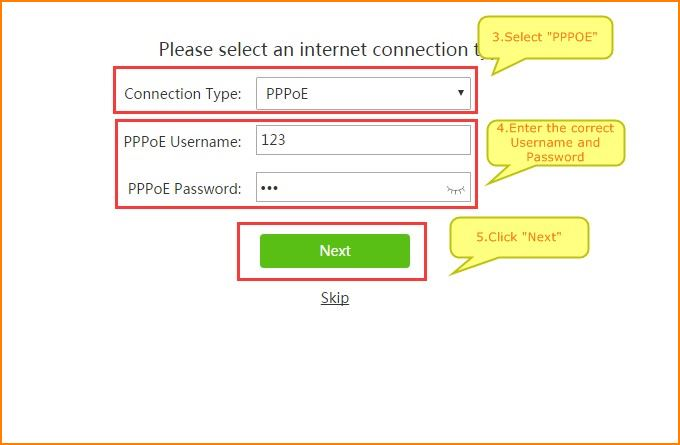 Please select an internet connection
3.Select "PPPOE"
Connection Type: PPPoE
PPPoE Username: 123
4.Enter the correct
Username and
Password
PPPoE Password: •••
Next
5.Click "Next"
Skip